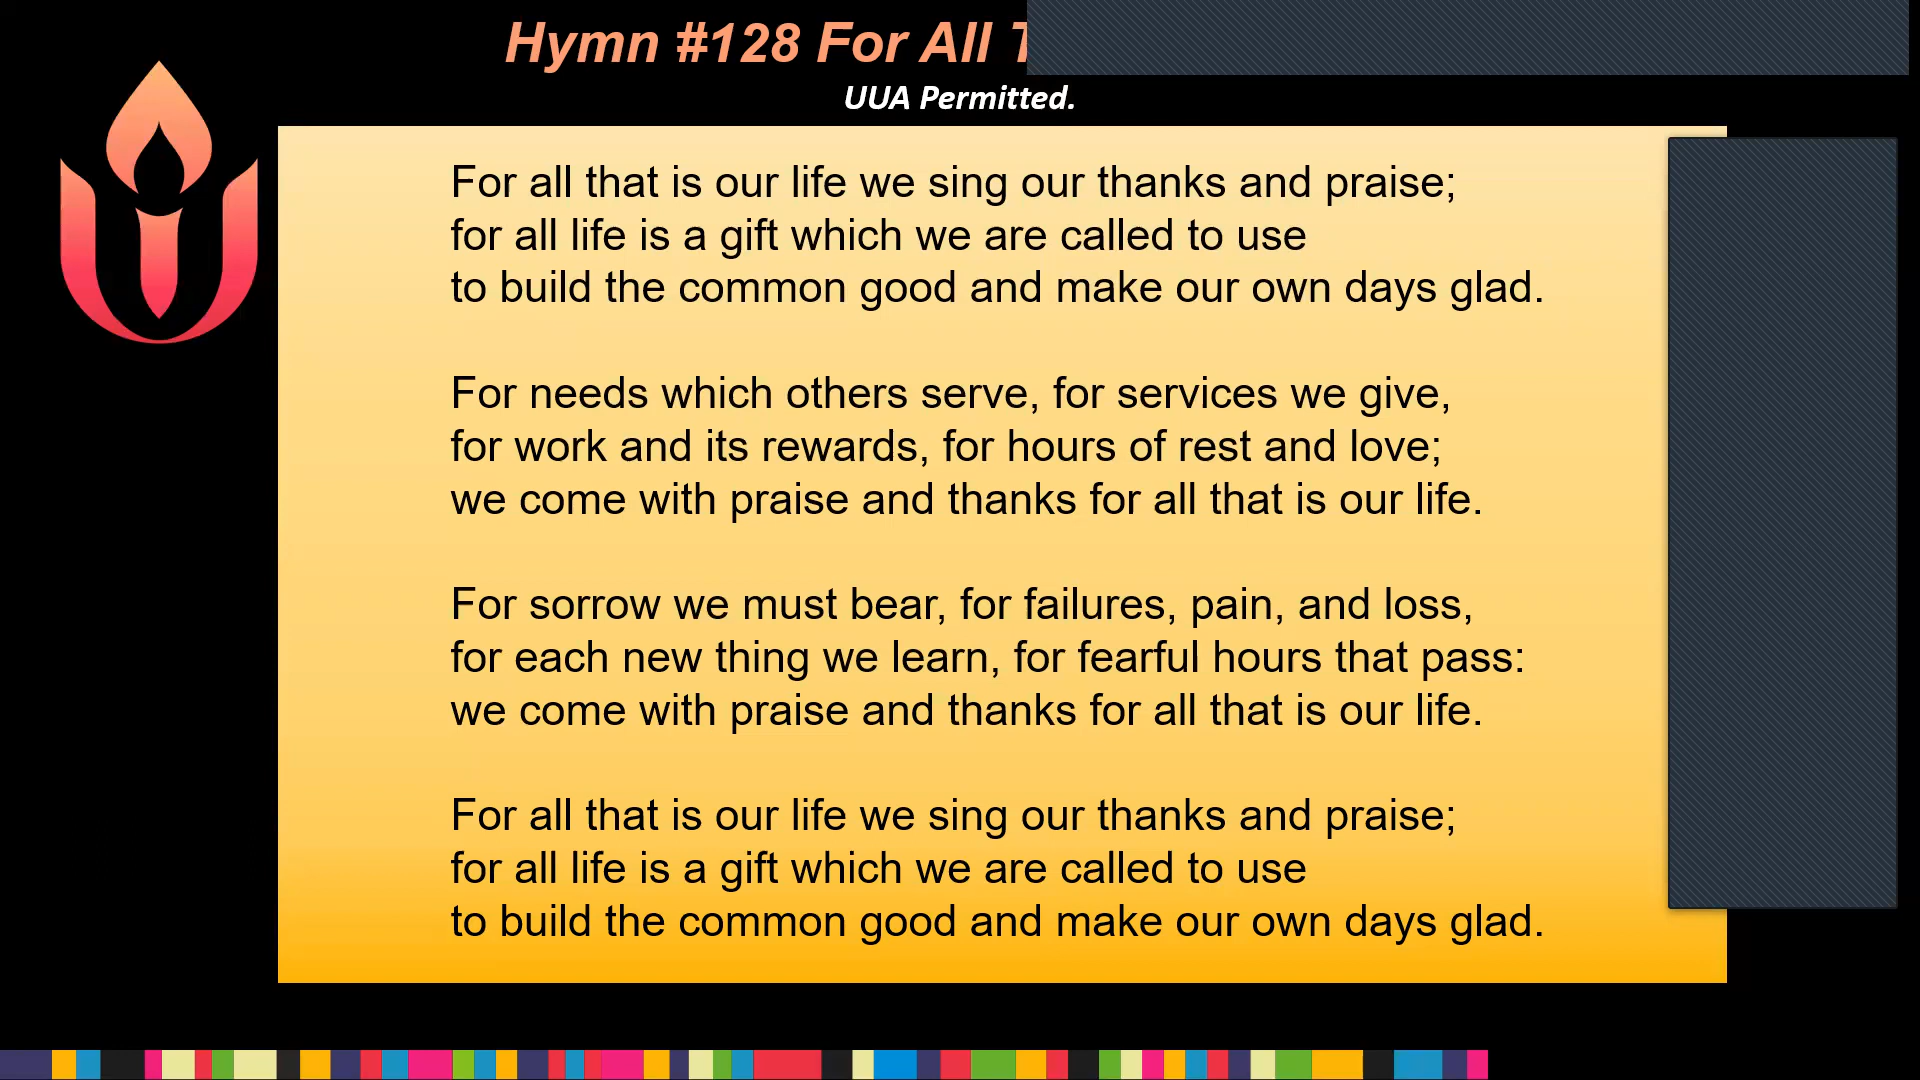 Hymn #128 For All
UUA Permitted.
For all that is our life we sing our thanks and praise;
for all life is a gift which we are called to use
to build the common good and make our own days glad.
For needs which others serve, for services we give,
for work and its rewards, for hours of rest and love;
we come with praise and thanks for all that is our life.
For sorrow we must bear, for failures, pain, and loss,
for each new thing we learn, for fearful hours that pass:
we come with praise and thanks for all that is our life.
For all that is our life we sing our thanks and praise;
for all life is a gift which we are called to use
to build the common good and make our own days glad.